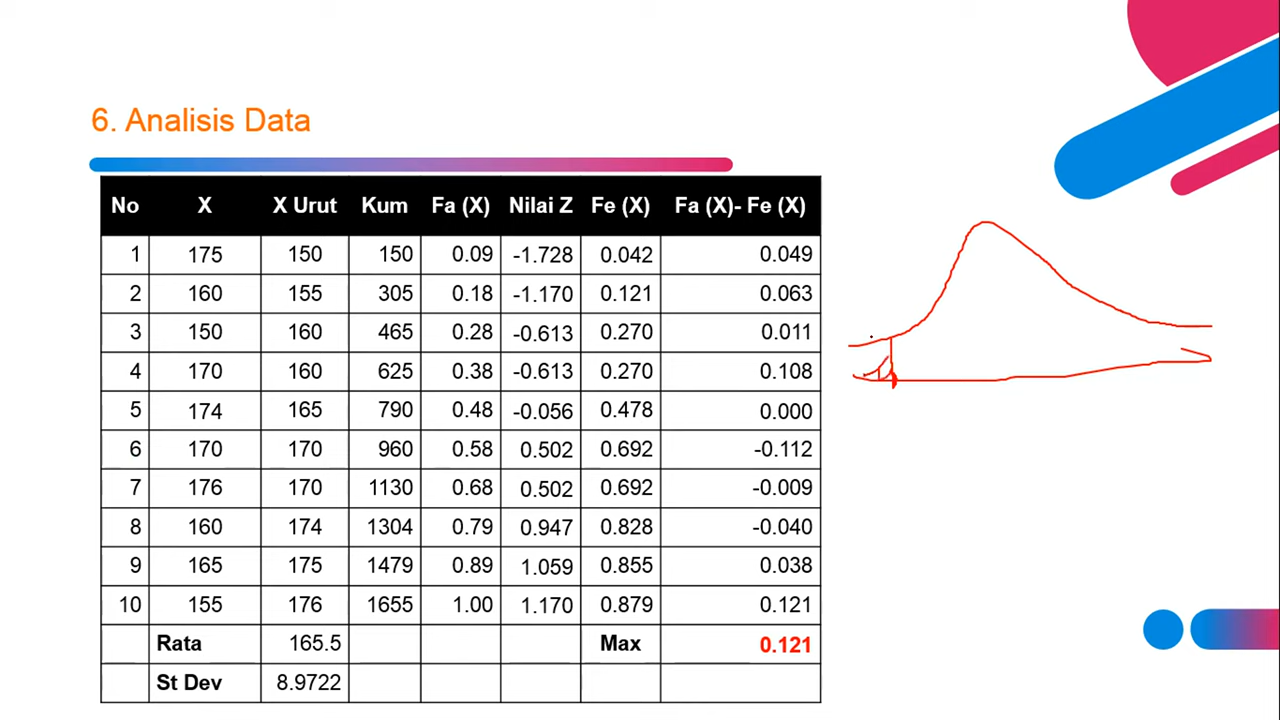 6. Analisis Data
No X X Urut Kum Fa (X) Nilai Z Fe (X) Fa (X)- Fe (X)
1 175 150 150 0.09 -1.728 0.042 0.049
2 160 155 305 0.18 -1.170 0.121 0.063
3 150 160 465 0.28 -0.613 0.270 0.011
4 170 160 625 0.38 -0.613 0.270 0.108
5 174 165 790 0.48 -0.056 0.478 0.000
6 170 170 960 0.58 0.502 0.692 -0.112
7 176 170 1130 0.68 0.502 0.692 -0.009
8 160 174 1304 0.79 0.947 0.828 -0.040
9 165 175 1479 0.89 1.059 0.855 0.038
10 155 176 1655 1.00 1.170 0.879 0.121
Rata 165.5 Max 0.121
St Dev 8.9722